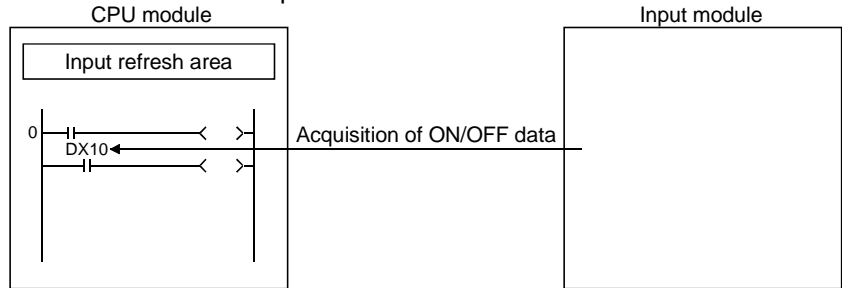 CPU module
Input module
Input refresh area
0
Acquisition of ON/OFF data
DX10